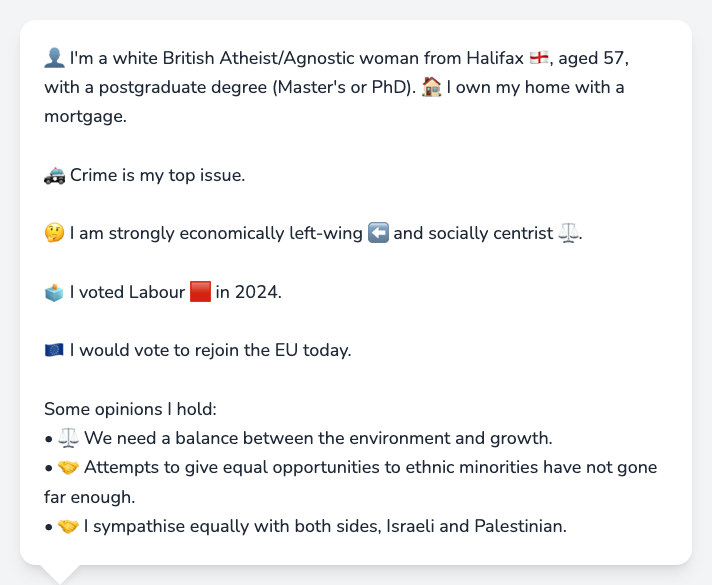 👤 I'm a white British Atheist/Agnostic woman from Halifax 🏴󠁧󠁢󠁥󠁮󠁧󠁿, aged 57,
with a postgraduate degree (Master's or PhD). 🏠 I own my home with a
mortgage.
🚓 Crime is my top issue.
🤔 I am strongly economically left-wing ⬅️ and socially centrist ⚖️.
🗳️ I voted Labour 🟥 in 2024.
🇪🇺 I would vote to rejoin the EU today.
Some opinions I hold:
• ⚖️ We need a balance between the environment and growth.
• 🤝 Attempts to give equal opportunities to ethnic minorities have not gone
far enough.
• 🤝 I sympathise equally with both sides, Israeli and Palestinian.